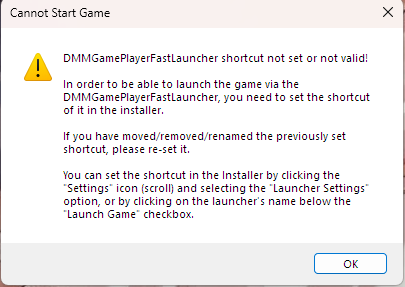 Cannot Start Game
DMMGamePlayerFastLauncher shortcut not set or not valid!
In order to be able to launch the game via the
DMMGamePlayerFastLauncher, you need to set the shortcut
of it in the installer.
If you have moved/removed/renamed the previously set
shortcut, please re-set it.
You can set the shortcut in the Installer by clicking the
"Settings" icon (scroll) and selecting the "Launcher Settings"
option, or by clicking on the launcher's name below the
"Launch Game" checkbox.
OK